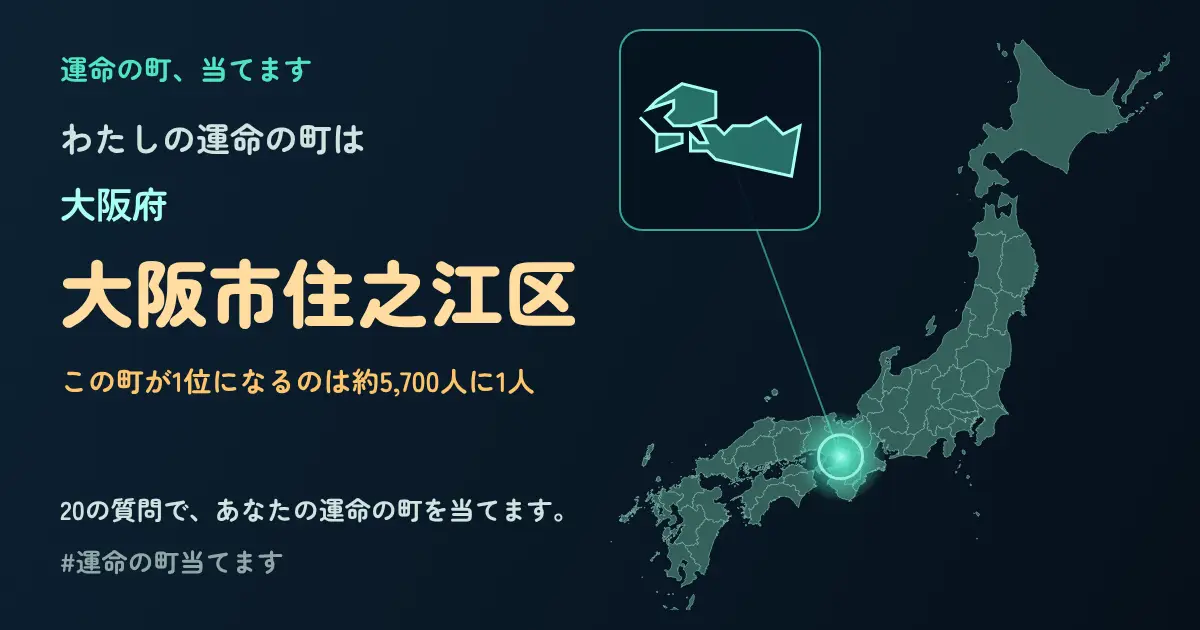 運命の町、当てます
わたしの運命の町は
大阪府
大阪市住之江区
この町が1位になるのは約5,700人に1人
20の質問で、あなたの運命の町を当てます。
#運命の町当てます